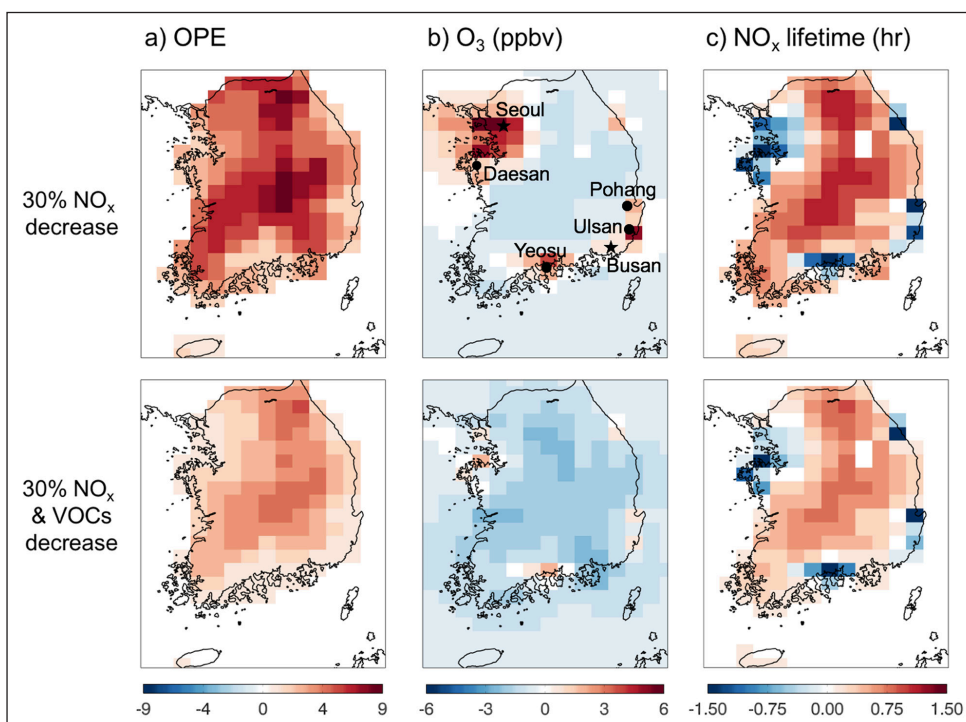 a) OPE
b) O₃ (ppbv)
c) NOₓ lifetime (hr)
30% NOₓ
decrease
Seoul
Daesan
Pohang
Ulsan
Yeosu
Busan
30% NOₓ
& VOCs
decrease
-9 -4 0 4 9
-6 -3 0 3 6
-1.50 -0.75 0.00 0.75 1.50